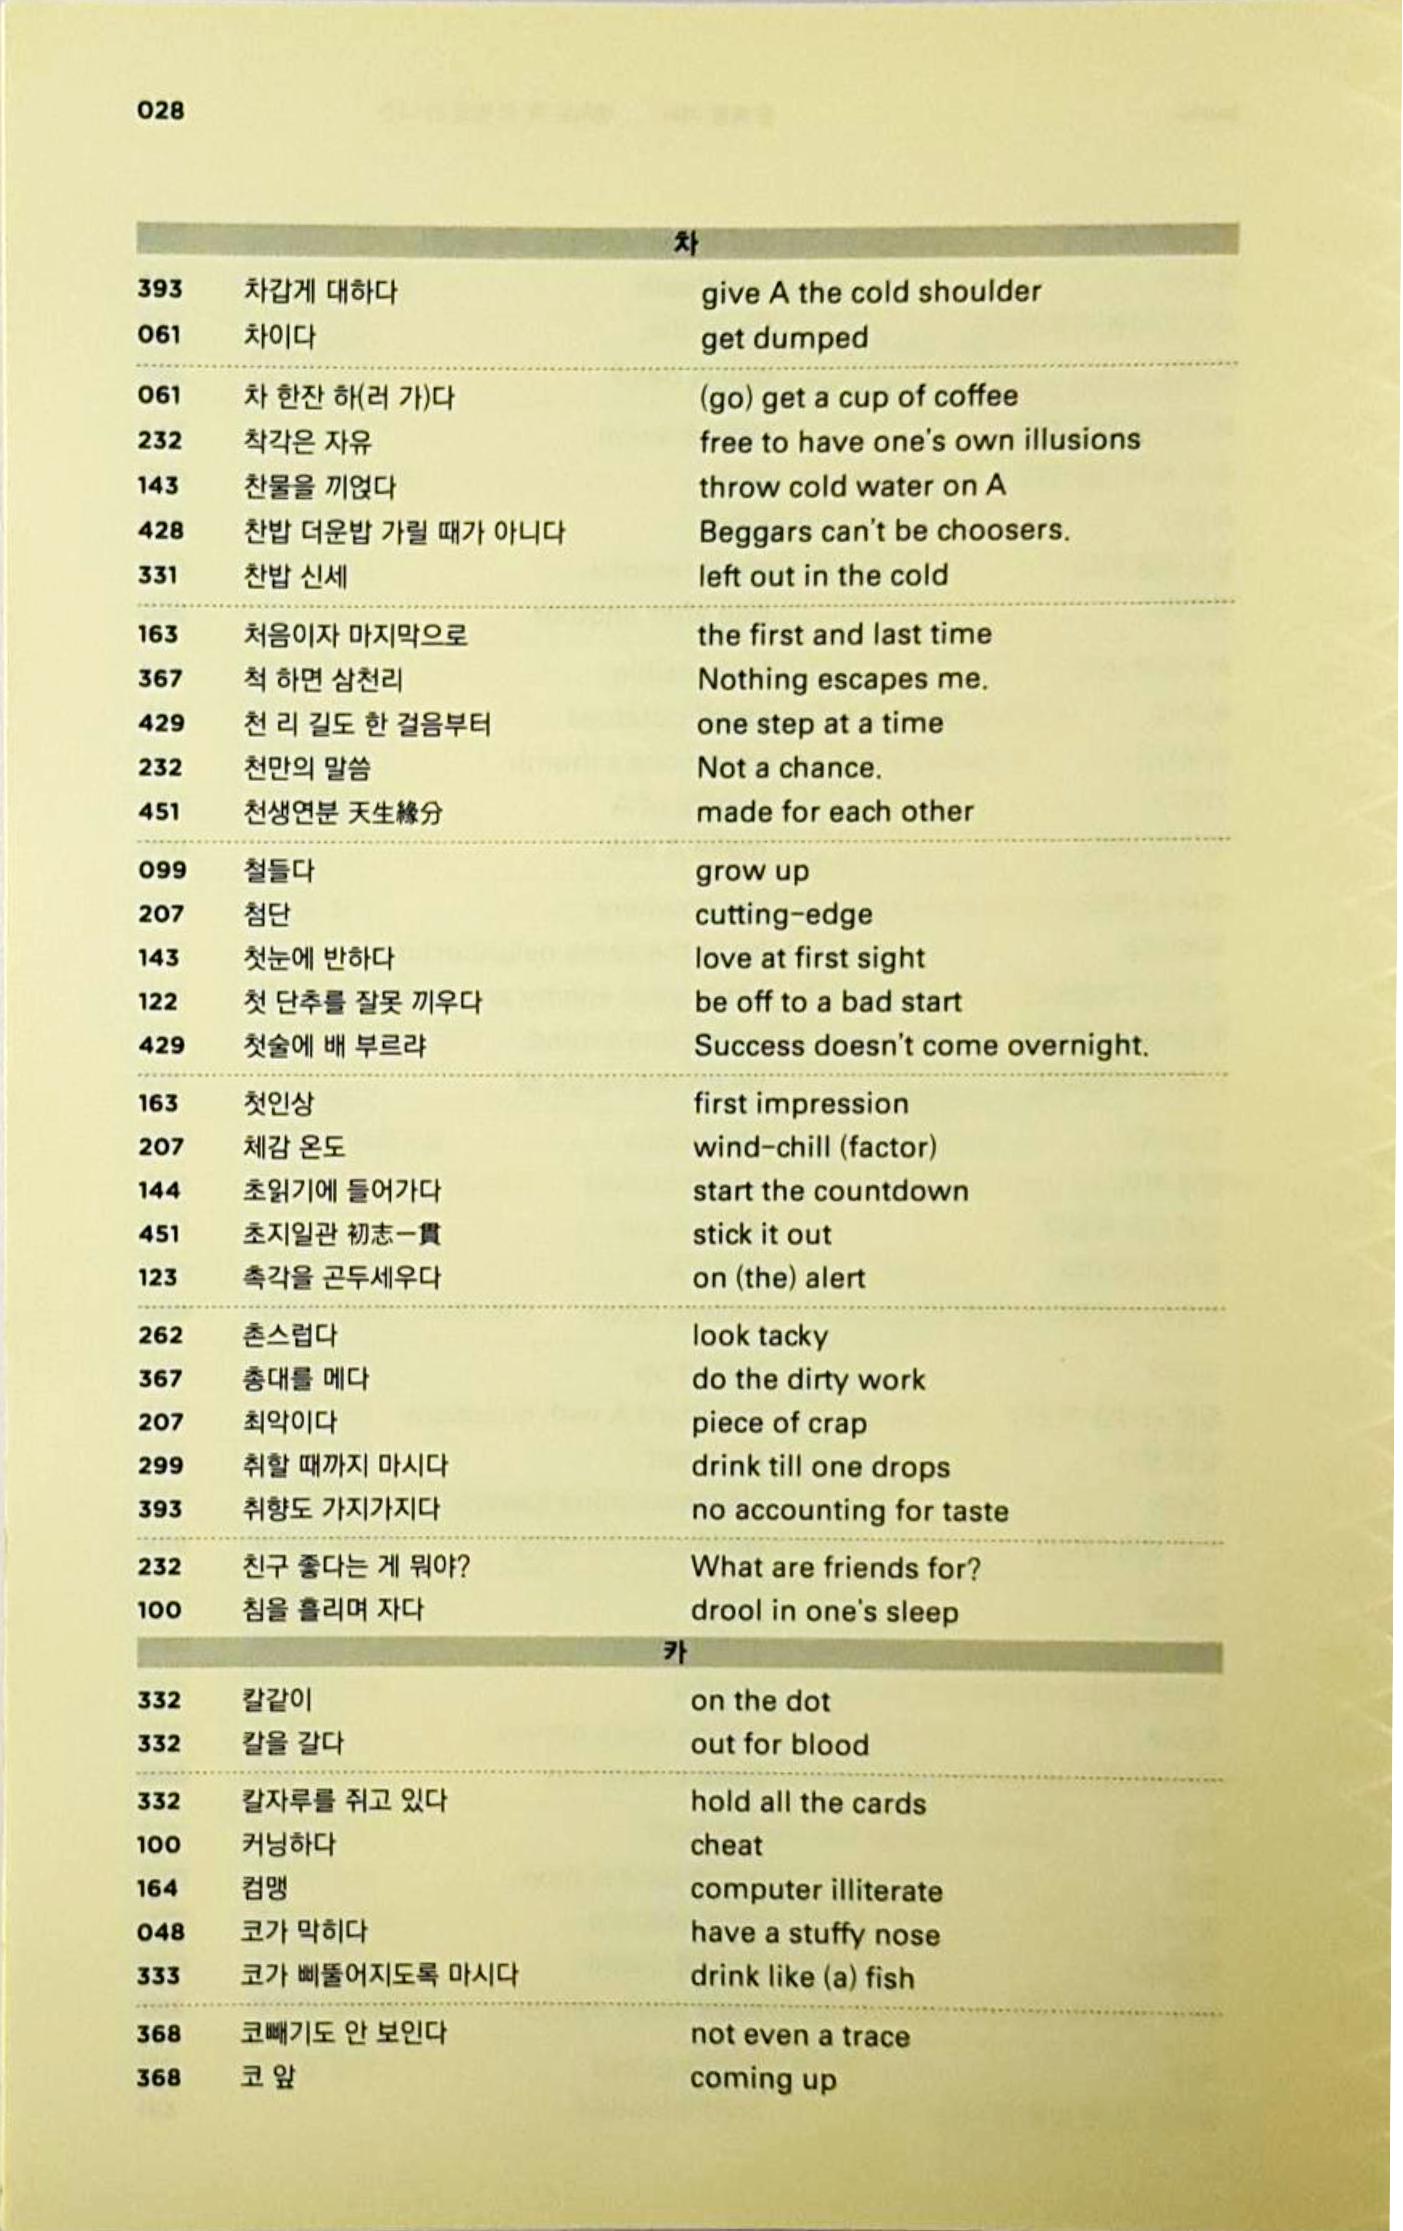 028
차
393 차갑게 대하다 give A the cold shoulder
061 차이다 get dumped
061 차 한잔 하(러 가)다 (go) get a cup of coffee
232 착각은 자유 free to have one's own illusions
143 찬물을 끼얹다 throw cold water on A
428 찬밥 더운밥 가릴 때가 아니다 Beggars can't be choosers.
331 찬밥 신세 left out in the cold
163 처음이자 마지막으로 the first and last time
367 척 하면 삼천리 Nothing escapes me.
429 천 리 길도 한 걸음부터 one step at a time
232 천만의 말씀 Not a chance.
451 천생연분 天生緣分 made for each other
099 철들다 grow up
207 첨단 cutting-edge
143 첫눈에 반하다 love at first sight
122 첫 단추를 잘못 끼우다 be off to a bad start
429 첫술에 배 부르랴 Success doesn't come overnight.
163 첫인상 first impression
207 체감 온도 wind-chill (factor)
144 초읽기에 들어가다 start the countdown
451 초지일관 初志一貫 stick it out
123 촉각을 곤두세우다 on (the) alert
262 촌스럽다 look tacky
367 총대를 메다 do the dirty work
207 최악이다 piece of crap
299 취할 때까지 마시다 drink till one drops
393 취향도 가지가지다 no accounting for taste
232 친구 좋다는 게 뭐야? What are friends for?
100 침을 흘리며 자다 drool in one's sleep
카
332 칼같이 on the dot
332 칼을 갈다 out for blood
332 칼자루를 쥐고 있다 hold all the cards
100 커닝하다 cheat
164 컴맹 computer illiterate
048 코가 막히다 have a stuffy nose
333 코가 삐뚤어지도록 마시다 drink like (a) fish
368 코빼기도 안 보인다 not even a trace
368 코 앞 coming up